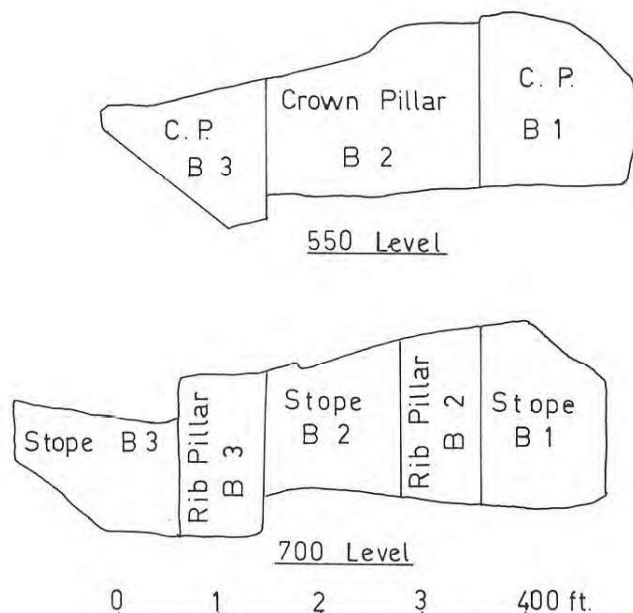 C. P.
B 1
Crown Pillar
B 2
C. P.
B 3
550 Level
Stope B3
Rib Pillar
B 3
Stope
B 2
Rib Pillar
B 2
Stope
B 1
700 Level
0 1 2 3 400 ft.